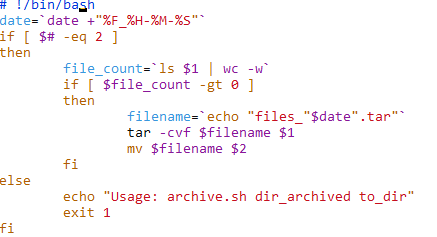 # !/bin/bash
date=`date +"%F_%H-%M-%S"`
if [ $# -eq 2 ]
then
        file_count=`ls $1 | wc -w`
        if [ $file_count -gt 0 ]
        then
                filename=`echo "files_"$date".tar"`
                tar -cvf $filename $1
                mv $filename $2
        fi
else
        echo "Usage: archive.sh dir_archived to_dir"
        exit 1
fi